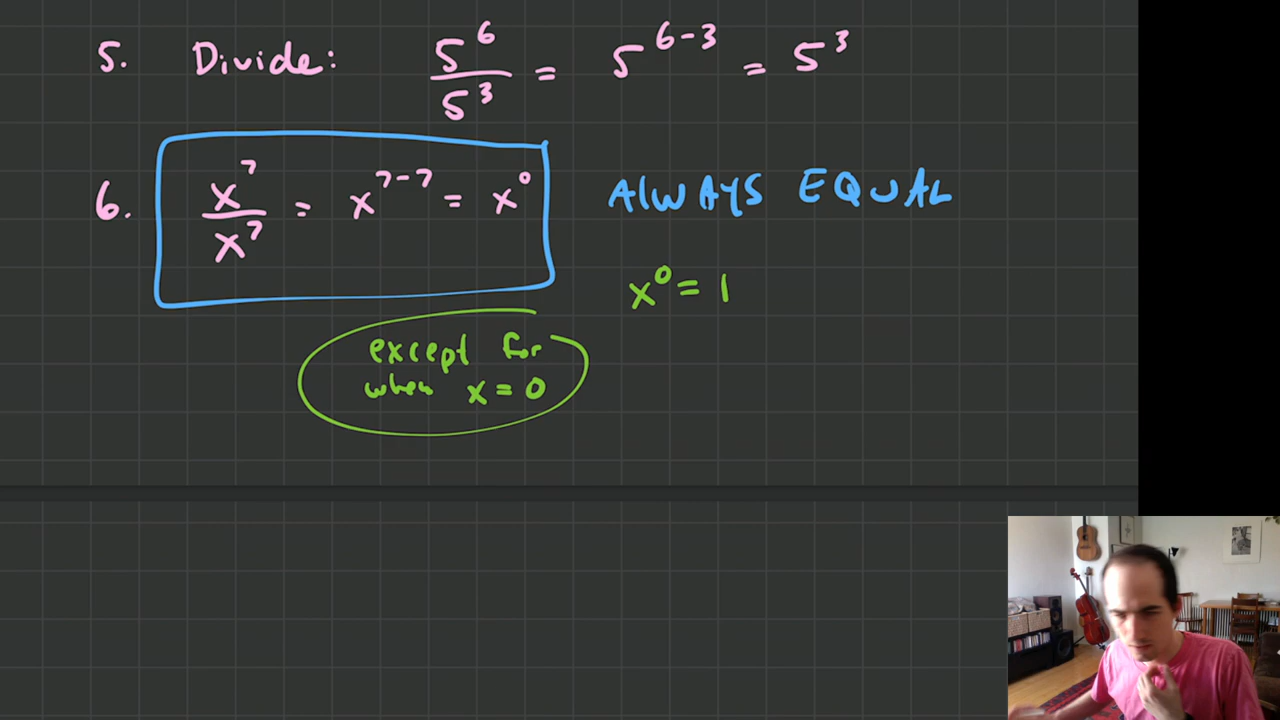 5. Divide: 5^6/5^3 = 5^(6-3) = 5^3
6. x^7/x^7 = x^(7-7) = x^0 ALWAYS EQUAL
x^0 = 1
except for
when x = 0